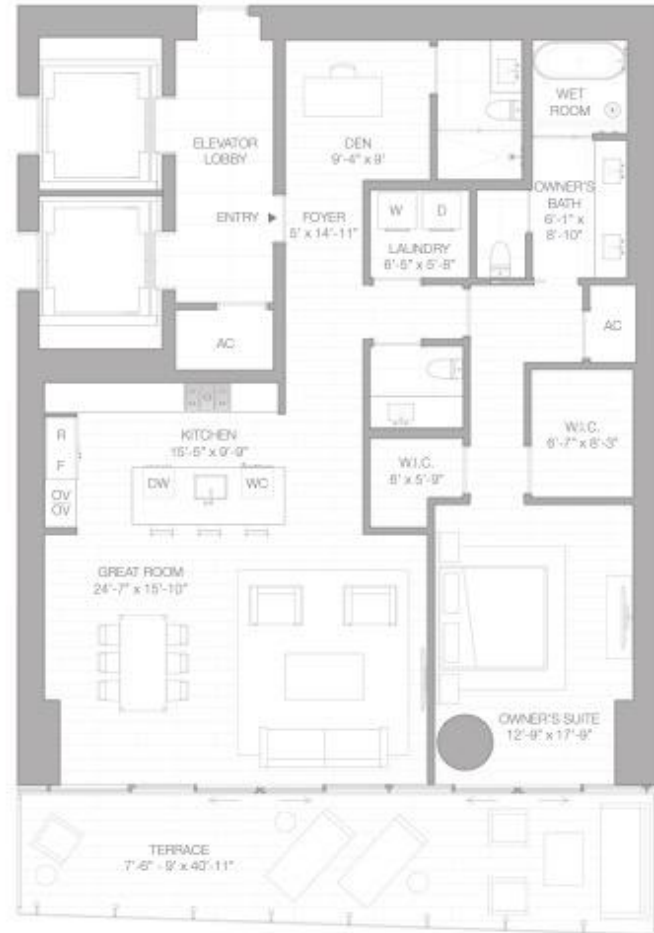 WET
ROOM
ELEVATOR
LOBBY
DEN
9'-4" x 9'
OWNER'S
BATH
6'-1" x
8'-10"
W
D
ENTRY
FOYER
5' x 14'-11"
LAUNDRY
6'-5" x 5'-8"
AC
AC
KITCHEN
15'-5" x 9'-9"
R
F
OV
OV
DW
WC
W.I.C.
6'-7" x 8'-3"
W.I.C.
6' x 5'-9"
GREAT ROOM
24'-7" x 15'-10"
OWNER'S SUITE
12'-9" x 17'-9"
TERRACE
7'-6" - 9' x 40'-11"